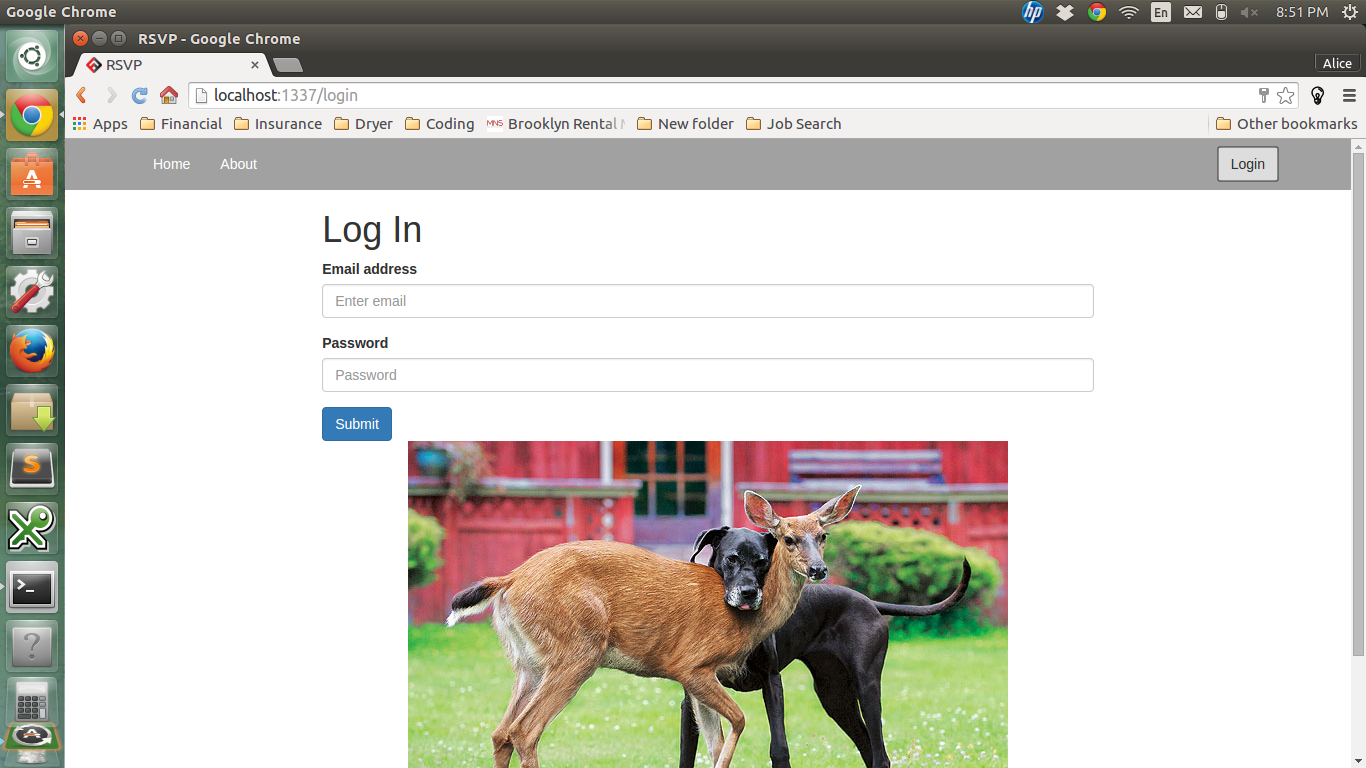 Google Chrome
En
8:51 PM
RSVP - Google Chrome
RSVP
Alice
localhost:1337/login
Apps Financial Insurance Dryer Coding MNS Brooklyn Rental New folder Job Search Other bookmarks
Home About Login
Log In
Email address
Enter email
Password
Password
Submit